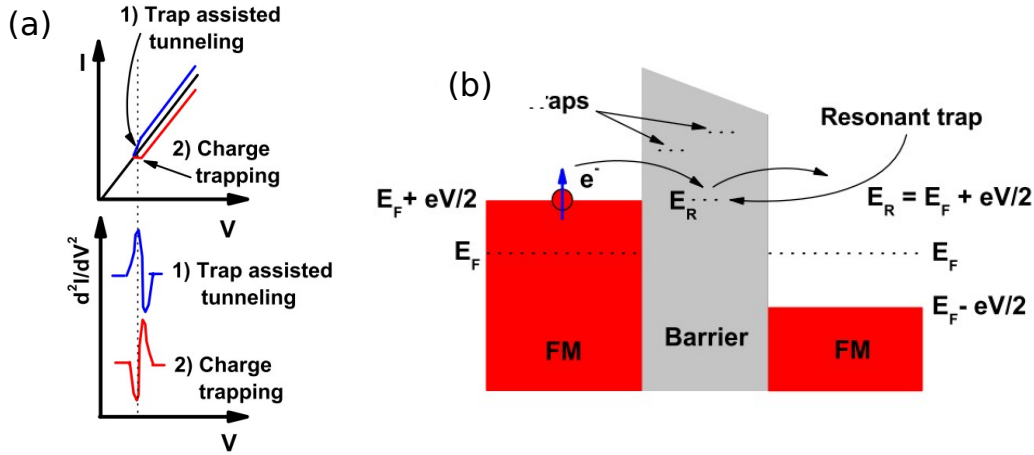 (a)
1) Trap assisted
tunneling
I
2) Charge
trapping
V
d²I/dV²
1) Trap assisted
tunneling
2) Charge
trapping
V
(b)
raps
Resonant trap
e⁻
E_F + eV/2
E_R
E_R = E_F + eV/2
E_F
E_F
E_F - eV/2
Barrier
FM
FM